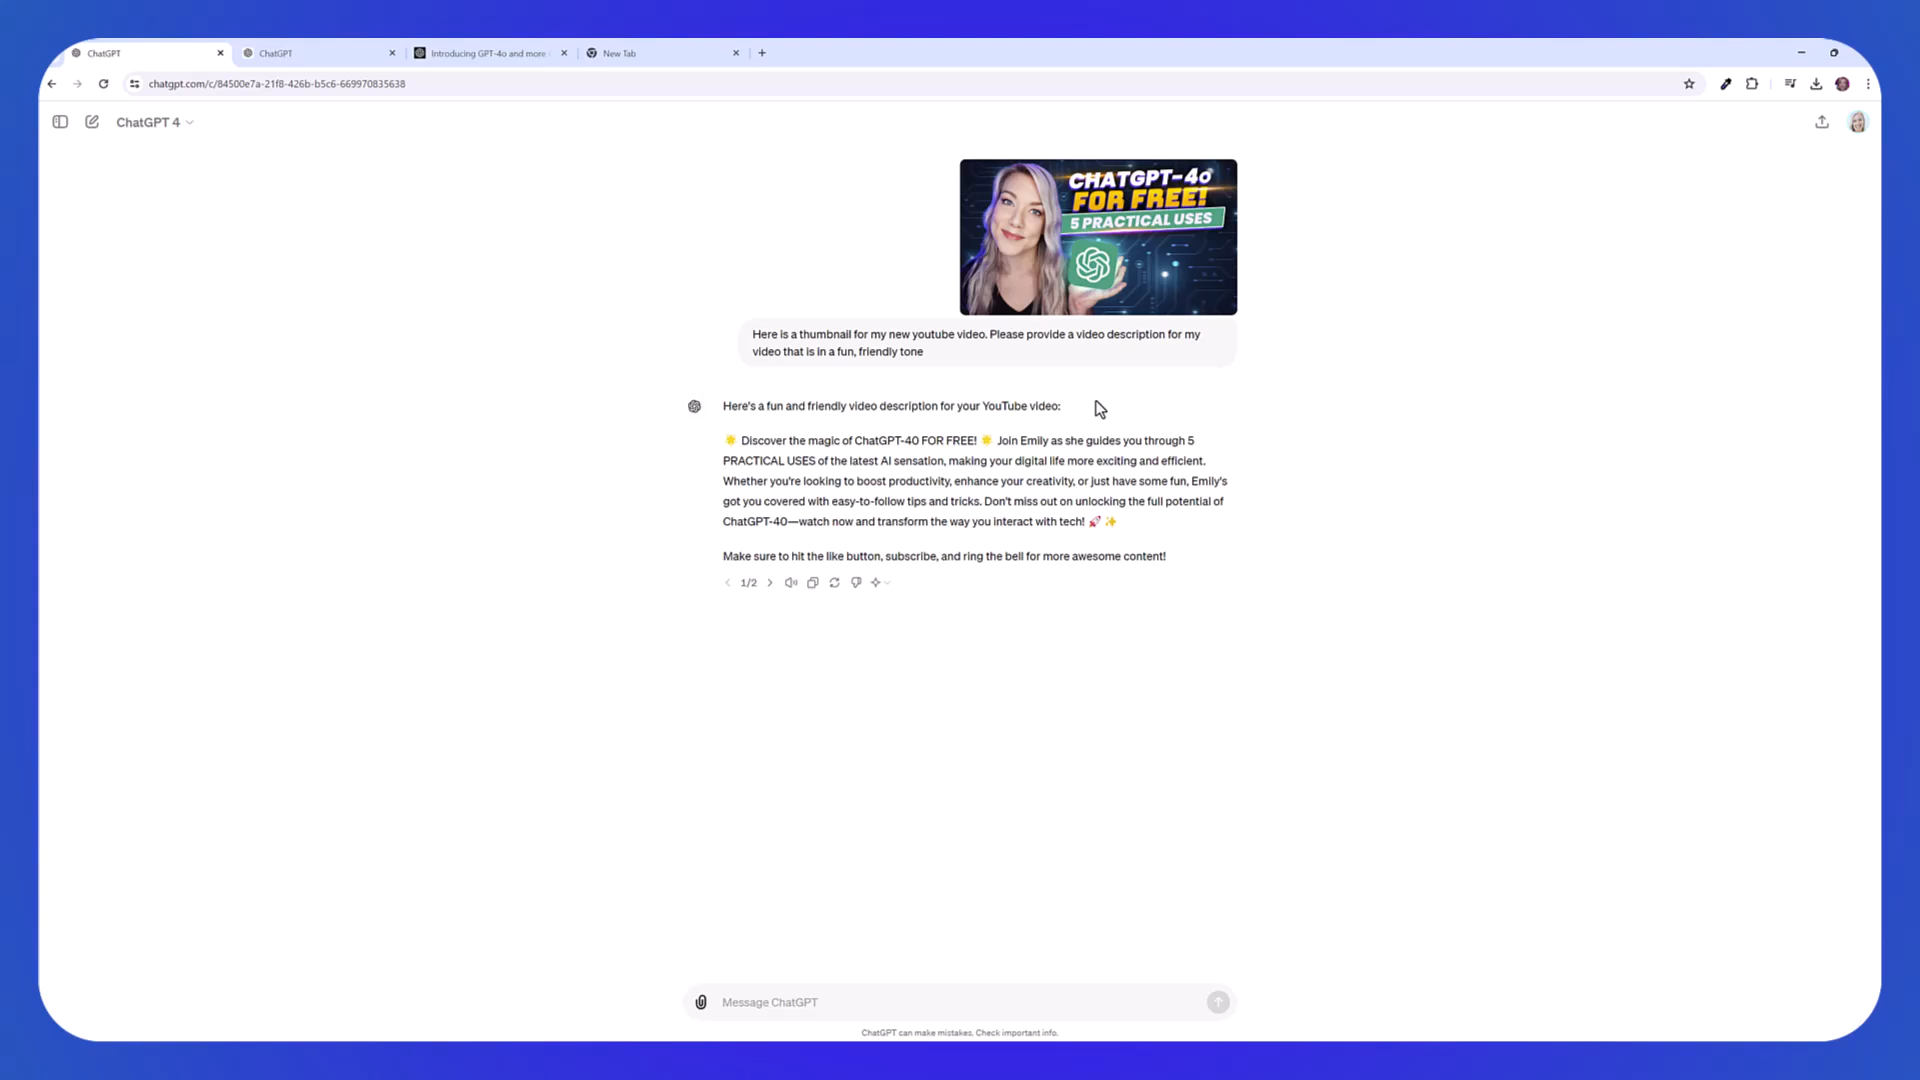 ChatGPT
ChatGPT
Introducing GPT-4o and more
New Tab
chatgpt.com/c/84500e7a-21f8-426b-b5c6-669970835638
ChatGPT 4
CHATGPT-4o
FOR FREE!
5 PRACTICAL USES
Here is a thumbnail for my new youtube video. Please provide a video description for my
video that is in a fun, friendly tone
Here's a fun and friendly video description for your YouTube video:
🌟 Discover the magic of ChatGPT-40 FOR FREE! 🌟 Join Emily as she guides you through 5
PRACTICAL USES of the latest AI sensation, making your digital life more exciting and efficient.
Whether you're looking to boost productivity, enhance your creativity, or just have some fun, Emily's
got you covered with easy-to-follow tips and tricks. Don't miss out on unlocking the full potential of
ChatGPT-40—watch now and transform the way you interact with tech! 🚀 ✨
Make sure to hit the like button, subscribe, and ring the bell for more awesome content!
1/2
Message ChatGPT
ChatGPT can make mistakes. Check important info.